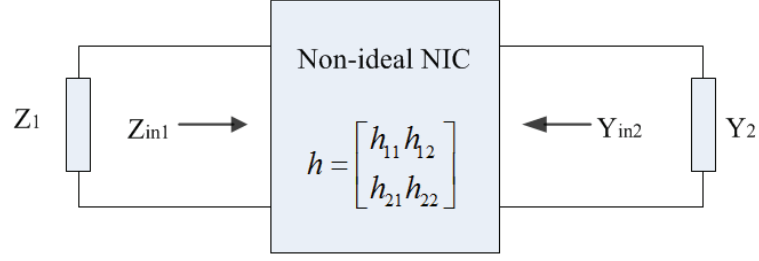 Non-ideal NIC
Z1
Zin1
h = [h11 h12
h21 h22]
Yin2
Y2